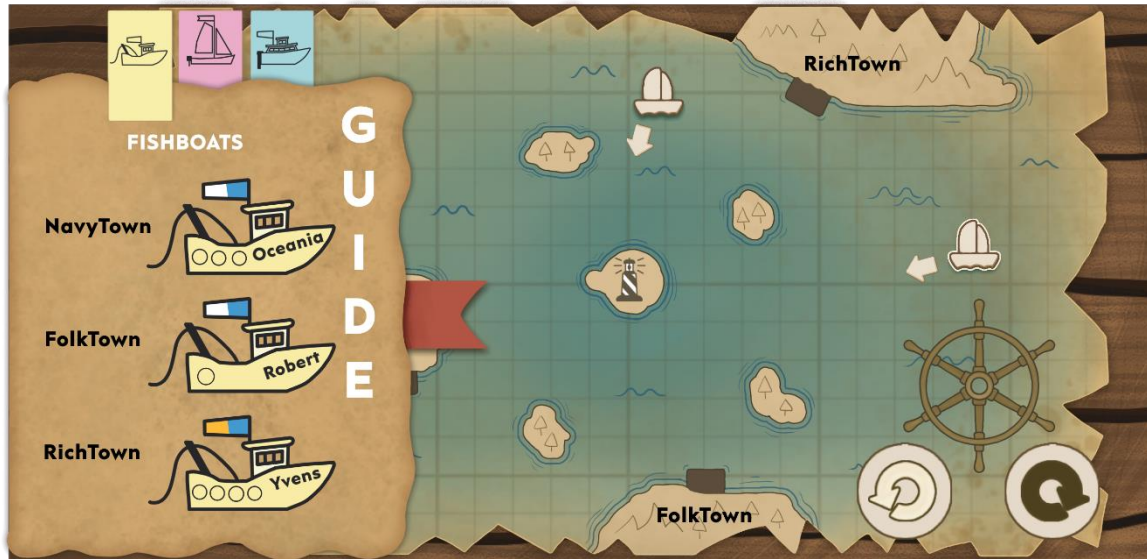 GUIDE
FISHBOATS
NavyTown
Oceania
FolkTown
Robert
RichTown
Yvens
RichTown
FolkTown